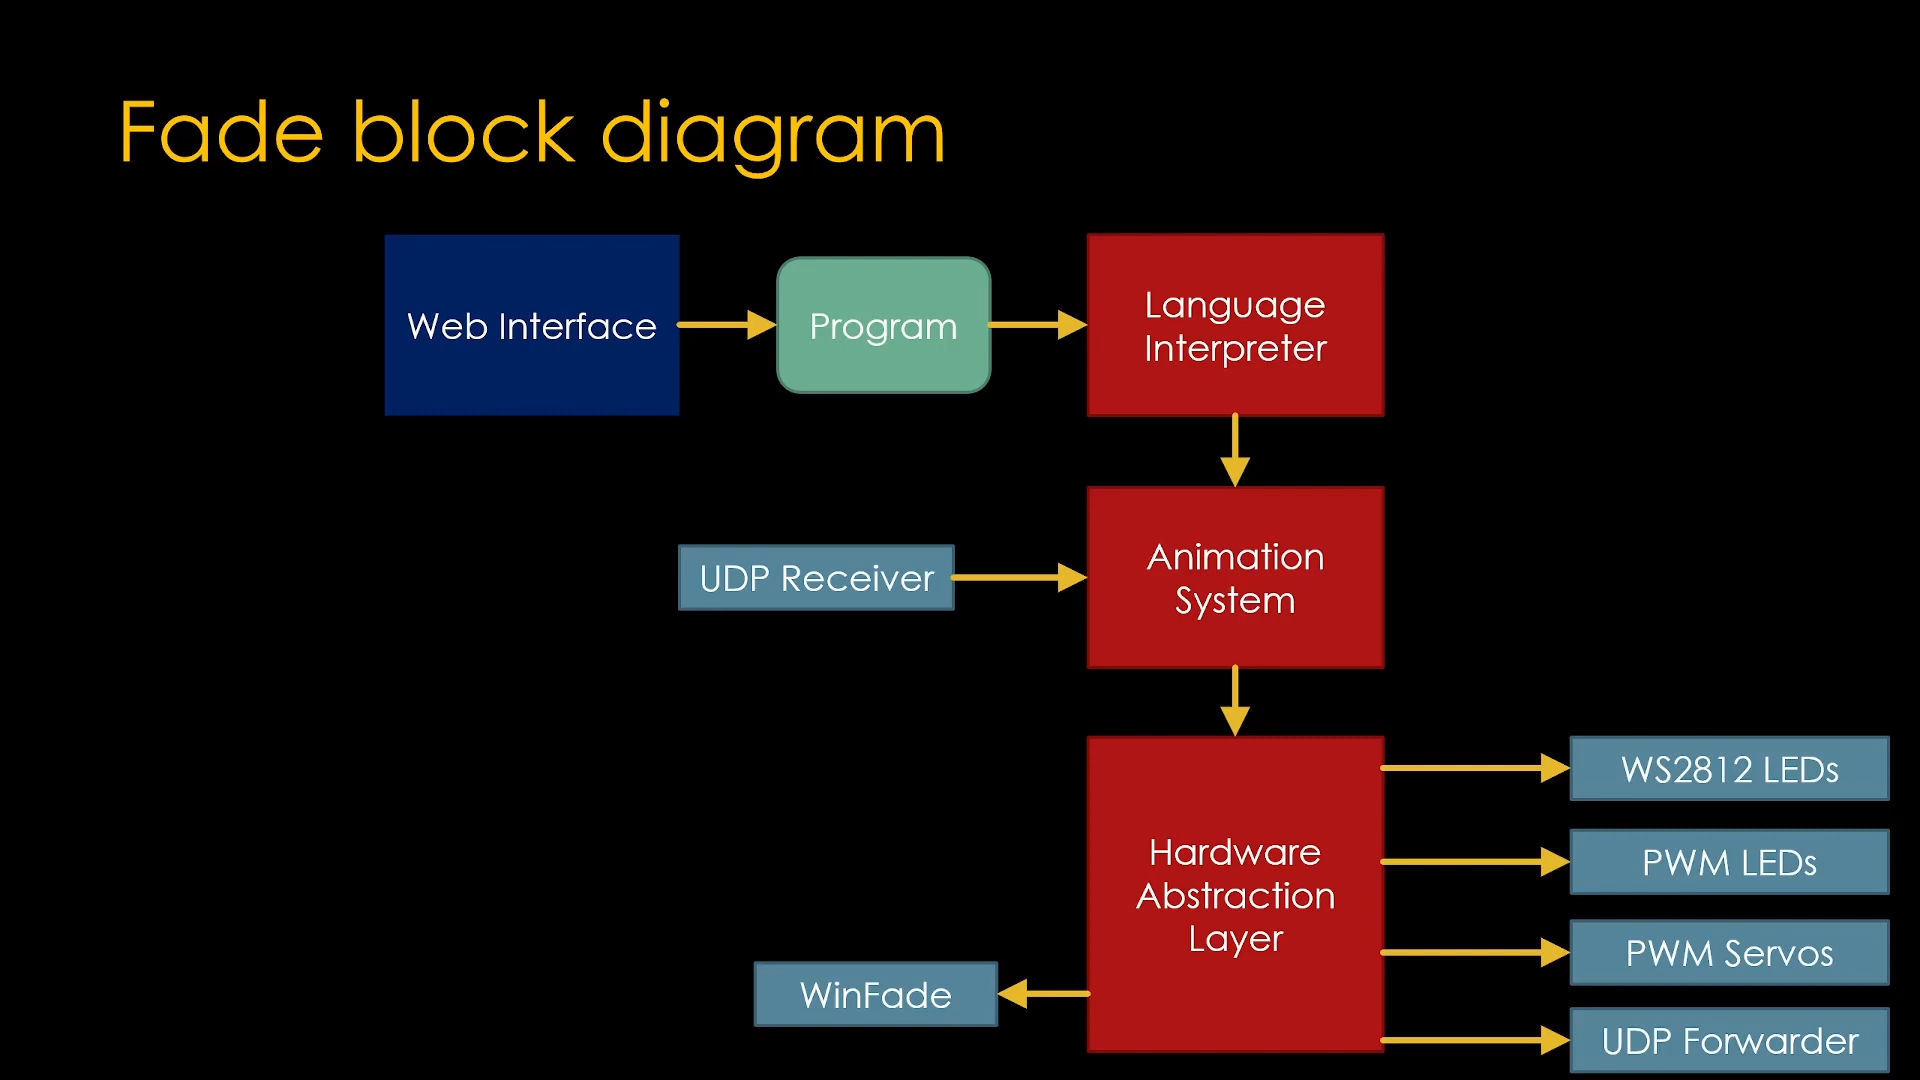 Fade block diagram
Web Interface
Program
Language
Interpreter
UDP Receiver
Animation
System
Hardware
Abstraction
Layer
WinFade
WS2812 LEDs
PWM LEDs
PWM Servos
UDP Forwarder